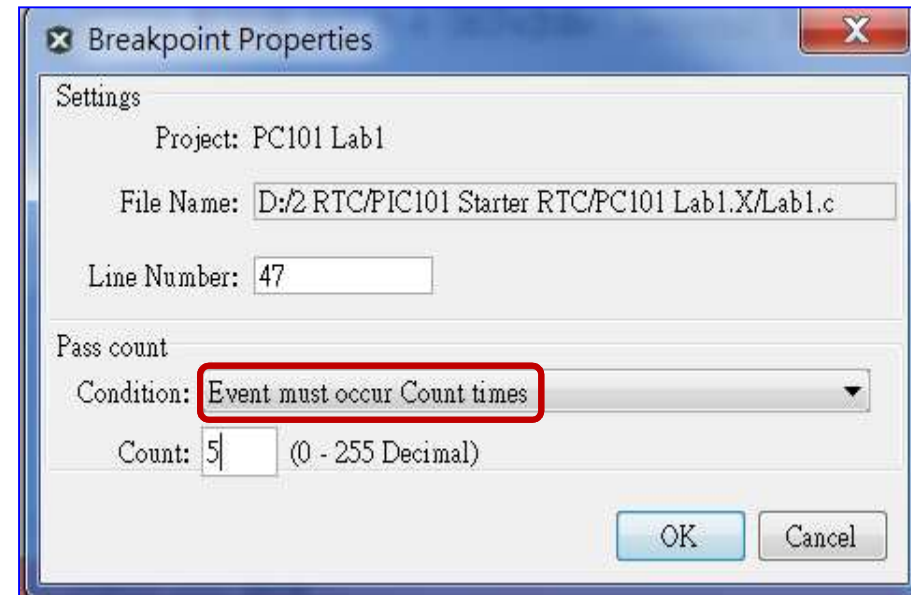 Breakpoint Properties
Settings
Project: PC101 Lab1
File Name: D:/2 RTC/PIC101 Starter RTC/PC101 Lab1.X/Lab1.c
Line Number: 47
Pass count
Condition: Event must occur Count times
Count: 5 (0 - 255 Decimal)
OK Cancel